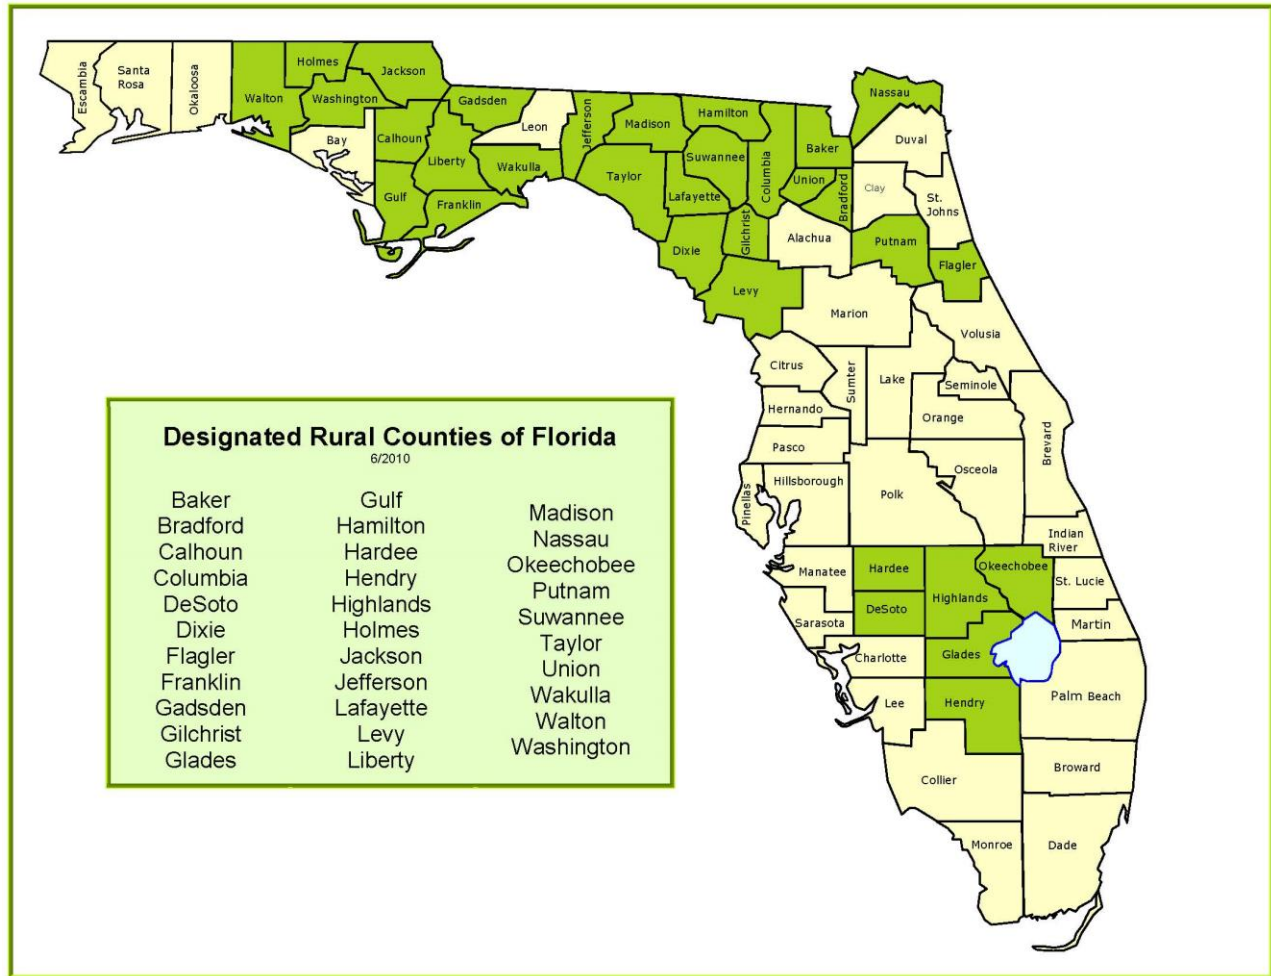 Escambia
Santa
Rosa
Okaloosa
Walton
Holmes
Washington
Jackson
Bay
Calhoun
Gulf
Gadsden
Liberty
Franklin
Leon
Wakulla
Jefferson
Madison
Taylor
Hamilton
Suwannee
Lafayette
Dixie
Columbia
Gilchrist
Levy
Baker
Union
Bradford
Alachua
Nassau
Duval
Clay
St.
Johns
Putnam
Flagler
Marion
Volusia
Citrus
Sumter
Lake
Seminole
Hernando
Orange
Pasco
Brevard
Pinellas
Hillsborough
Polk
Osceola
Indian
River
Manatee
Hardee
Okeechobee
St. Lucie
Highlands
DeSoto
Sarasota
Martin
Charlotte
Glades
Lee
Hendry
Palm Beach
Collier
Broward
Monroe
Dade
Designated Rural Counties of Florida
6/2010
Baker
Bradford
Calhoun
Columbia
DeSoto
Dixie
Flagler
Franklin
Gadsden
Gilchrist
Glades
Gulf
Hamilton
Hardee
Hendry
Highlands
Holmes
Jackson
Jefferson
Lafayette
Levy
Liberty
Madison
Nassau
Okeechobee
Putnam
Suwannee
Taylor
Union
Wakulla
Walton
Washington